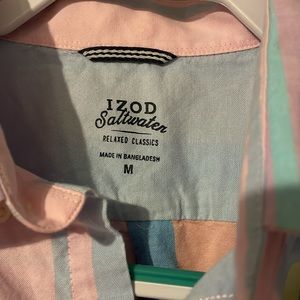 IZOD
Saltwater
RELAXED CLASSICS
MADE IN BANGLADESH
M